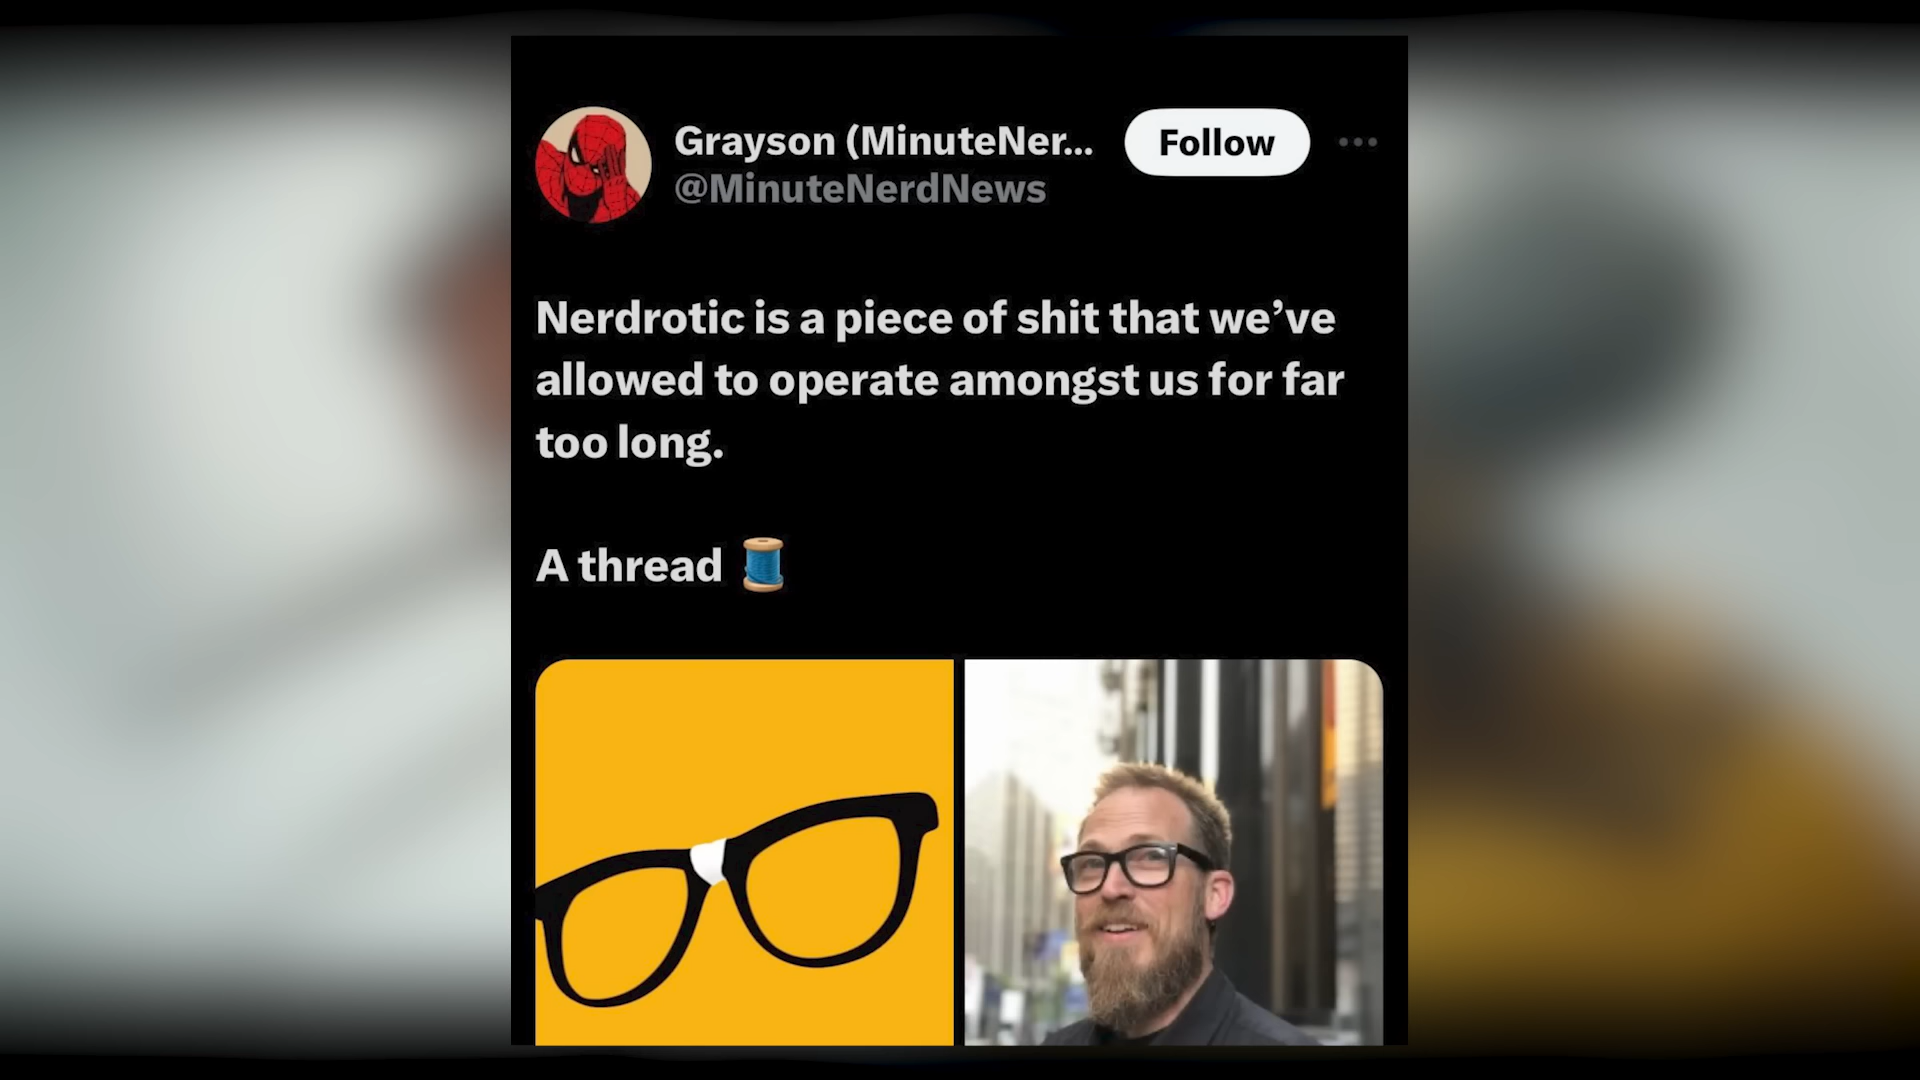 Grayson (MinuteNer...
Follow
@MinuteNerdNews
Nerdrotic is a piece of shit that we’ve
allowed to operate amongst us for far
too long.
A thread 🧵